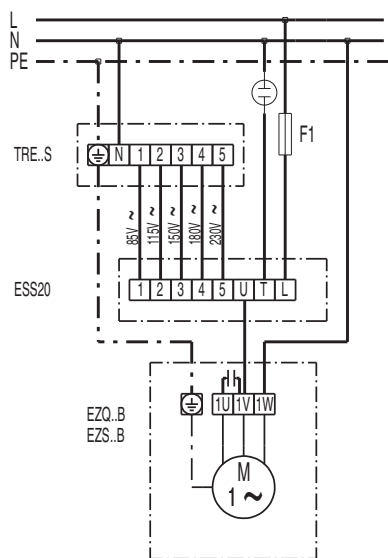 L
N
PE
F1
TRE..S
N 1 2 3 4 5
85V ~
115V ~
150V ~
180V ~
230V ~
ESS20
1 2 3 4 5 U T L
EZQ..B
EZS..B
1U 1V 1W
M
1 ~